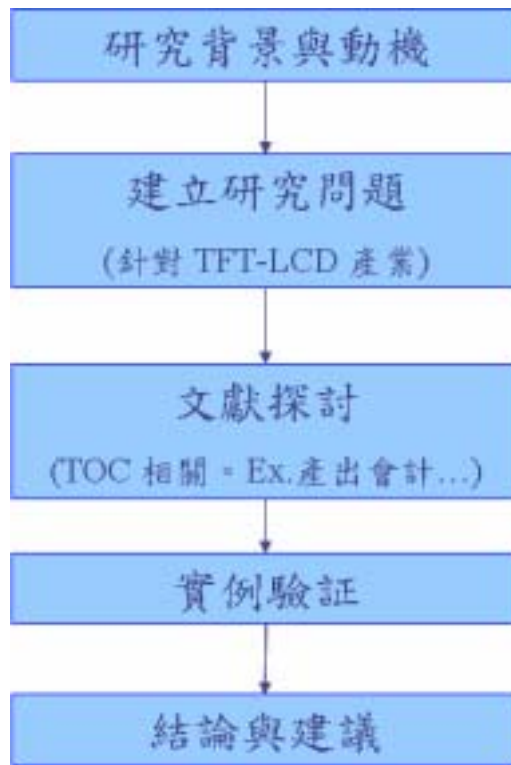 研究背景與動機
建立研究問題
(針對 TFT-LCD 產業)
文獻探討
(TOC 相關。Ex.產出會計...)
實例驗証
結論與建議